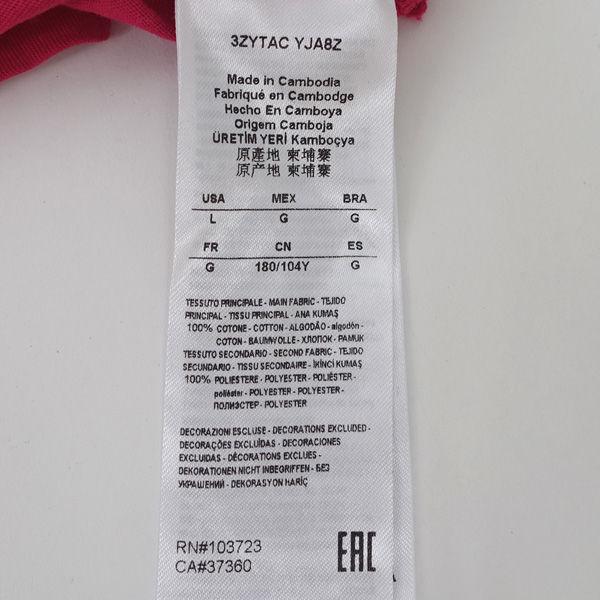 3ZYTAC YJA8Z
Made in Cambodia
Fabriqué en Cambodge
Hecho En Camboya
Origem Camboja
ÜRETİM YERİ Kamboçya
原產地 柬埔寨
原产地 柬埔寨
USA MEX BRA
L G G
FR CN ES
G 180/104Y G
TESSUTO PRINCIPALE - MAIN FABRIC - TEJIDO
PRINCIPAL - TISSU PRINCIPAL - ANA KUMAŞ
100% COTONE - COTTON - ALGODÃO - algodón -
COTON - BAUMWOLLE - ХЛОПОК - PAMUK
TESSUTO SECONDARIO - SECOND FABRIC - TEJIDO
SECUNDARIO - TISSU SECONDAIRE - İKİNCİ KUMAŞ
100% POLIESTERE - POLYESTER - POLIÉSTER -
poliéster - POLYESTER - POLYESTER -
ПОЛИЭСТЕР - POLYESTER
DECORAZIONI ESCLUSE - DECORATIONS EXCLUDED -
DECORAÇÕES EXCLUÍDAS - DECORACIONES
EXCLUIDAS - DÉCORATIONS EXCLUES -
DEKORATIONEN NICHT INBEGRIFFEN - БЕЗ
УКРАШЕНИЙ - DEKORASYON HARİÇ
RN#103723
CA#37360
EAC